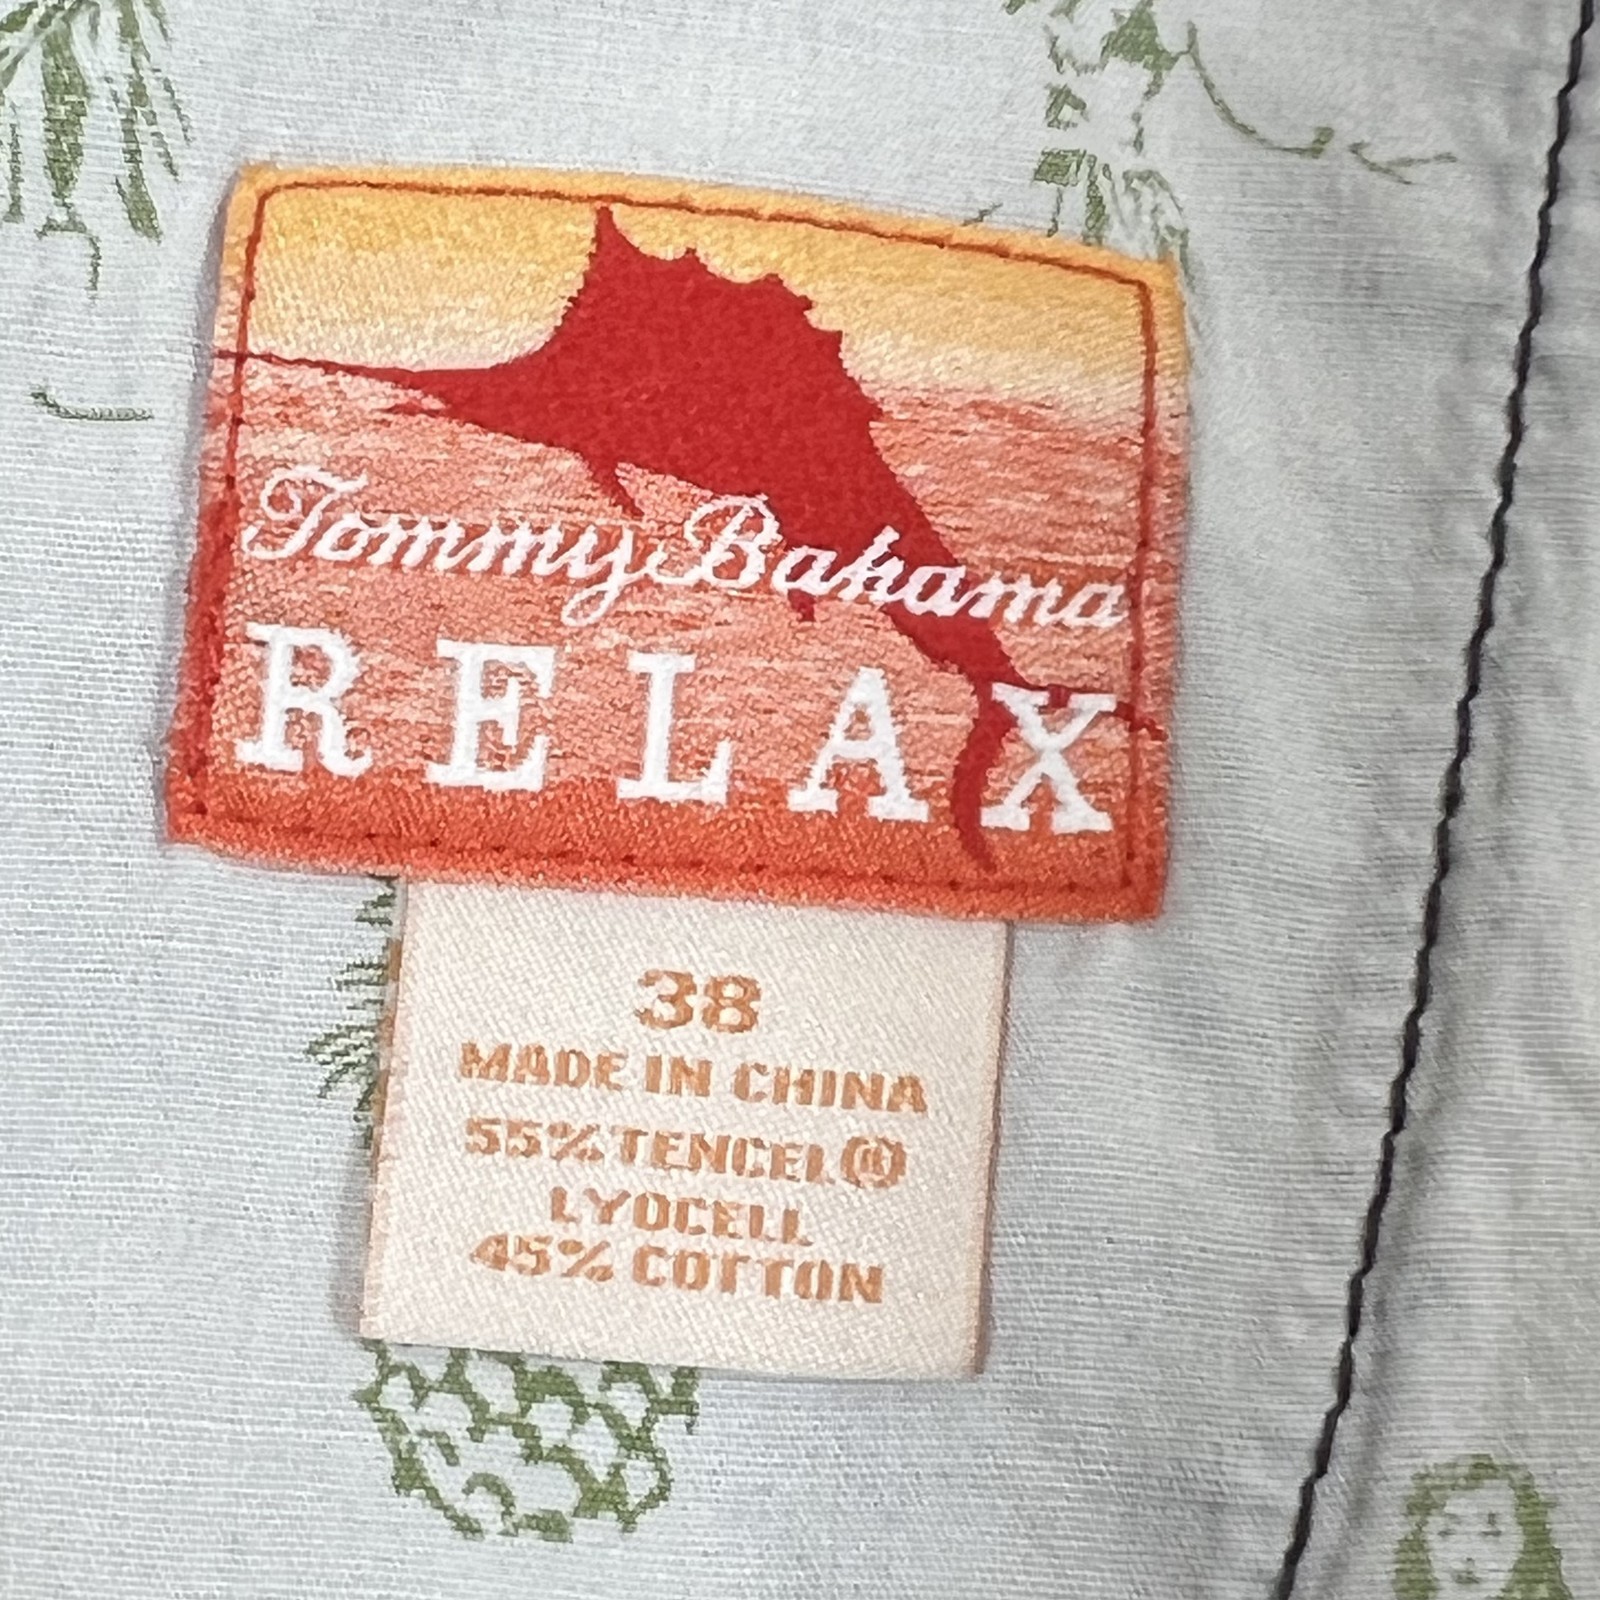 Tommy Bahama
RELAX
38
MADE IN CHINA
55% TENCEL®
LYOCELL
45% COTTON